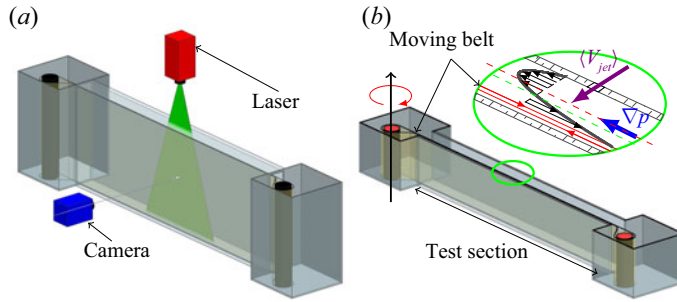 (a)
Laser
Camera
(b)
Moving belt
⟨V_jet⟩
∇p
Test section